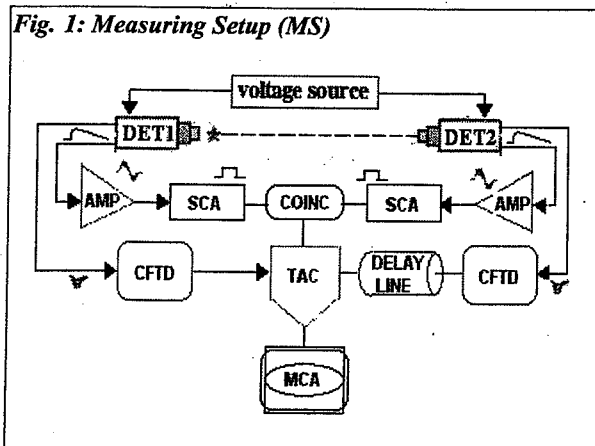 Fig. 1: Measuring Setup (MS)
voltage source
DET1
DET2
AMP
SCA
COINC
SCA
AMP
CFTD
TAC
DELAY
LINE
CFTD
MCA